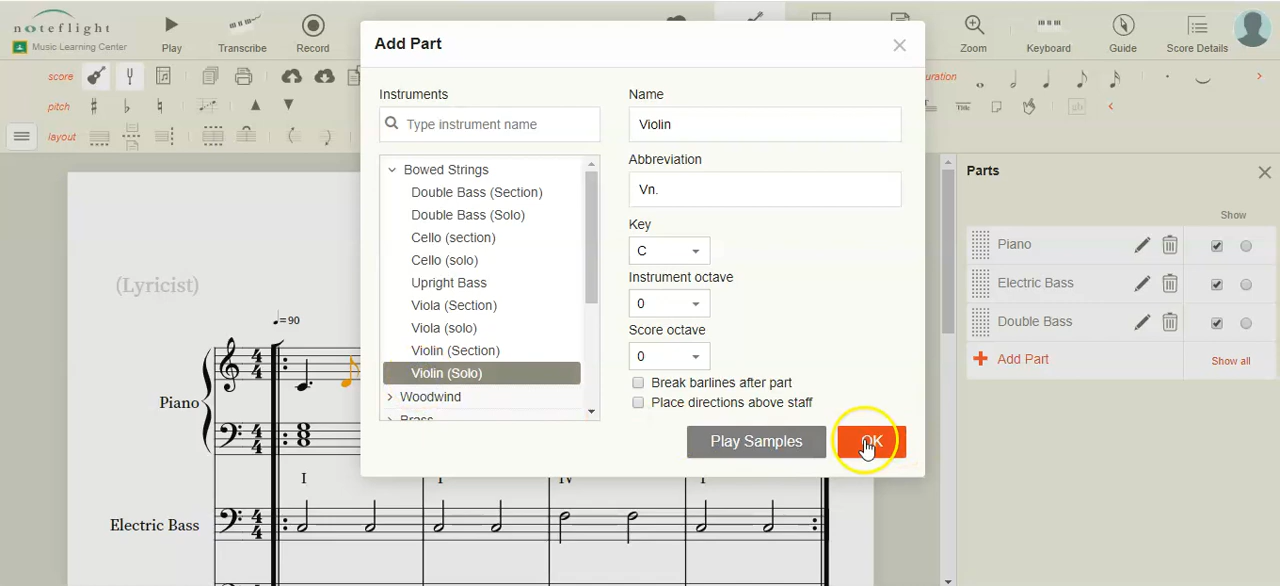 noteflight
Music Learning Center
Play
Transcribe
Record
Zoom
Keyboard
Guide
Score Details
score
pitch
layout
Title
Add Part
Instruments
Type instrument name
Bowed Strings
Double Bass (Section)
Double Bass (Solo)
Cello (section)
Cello (solo)
Upright Bass
Viola (Section)
Viola (solo)
Violin (Section)
Violin (Solo)
Woodwind
Brass
Name
Violin
Abbreviation
Vn.
Key
C
Instrument octave
0
Score octave
0
Break barlines after part
Place directions above staff
Play Samples
OK
Parts
Show
Piano
Electric Bass
Double Bass
Add Part
Show all
(Lyricist)
=90
Piano
I
I
IV
I
Electric Bass